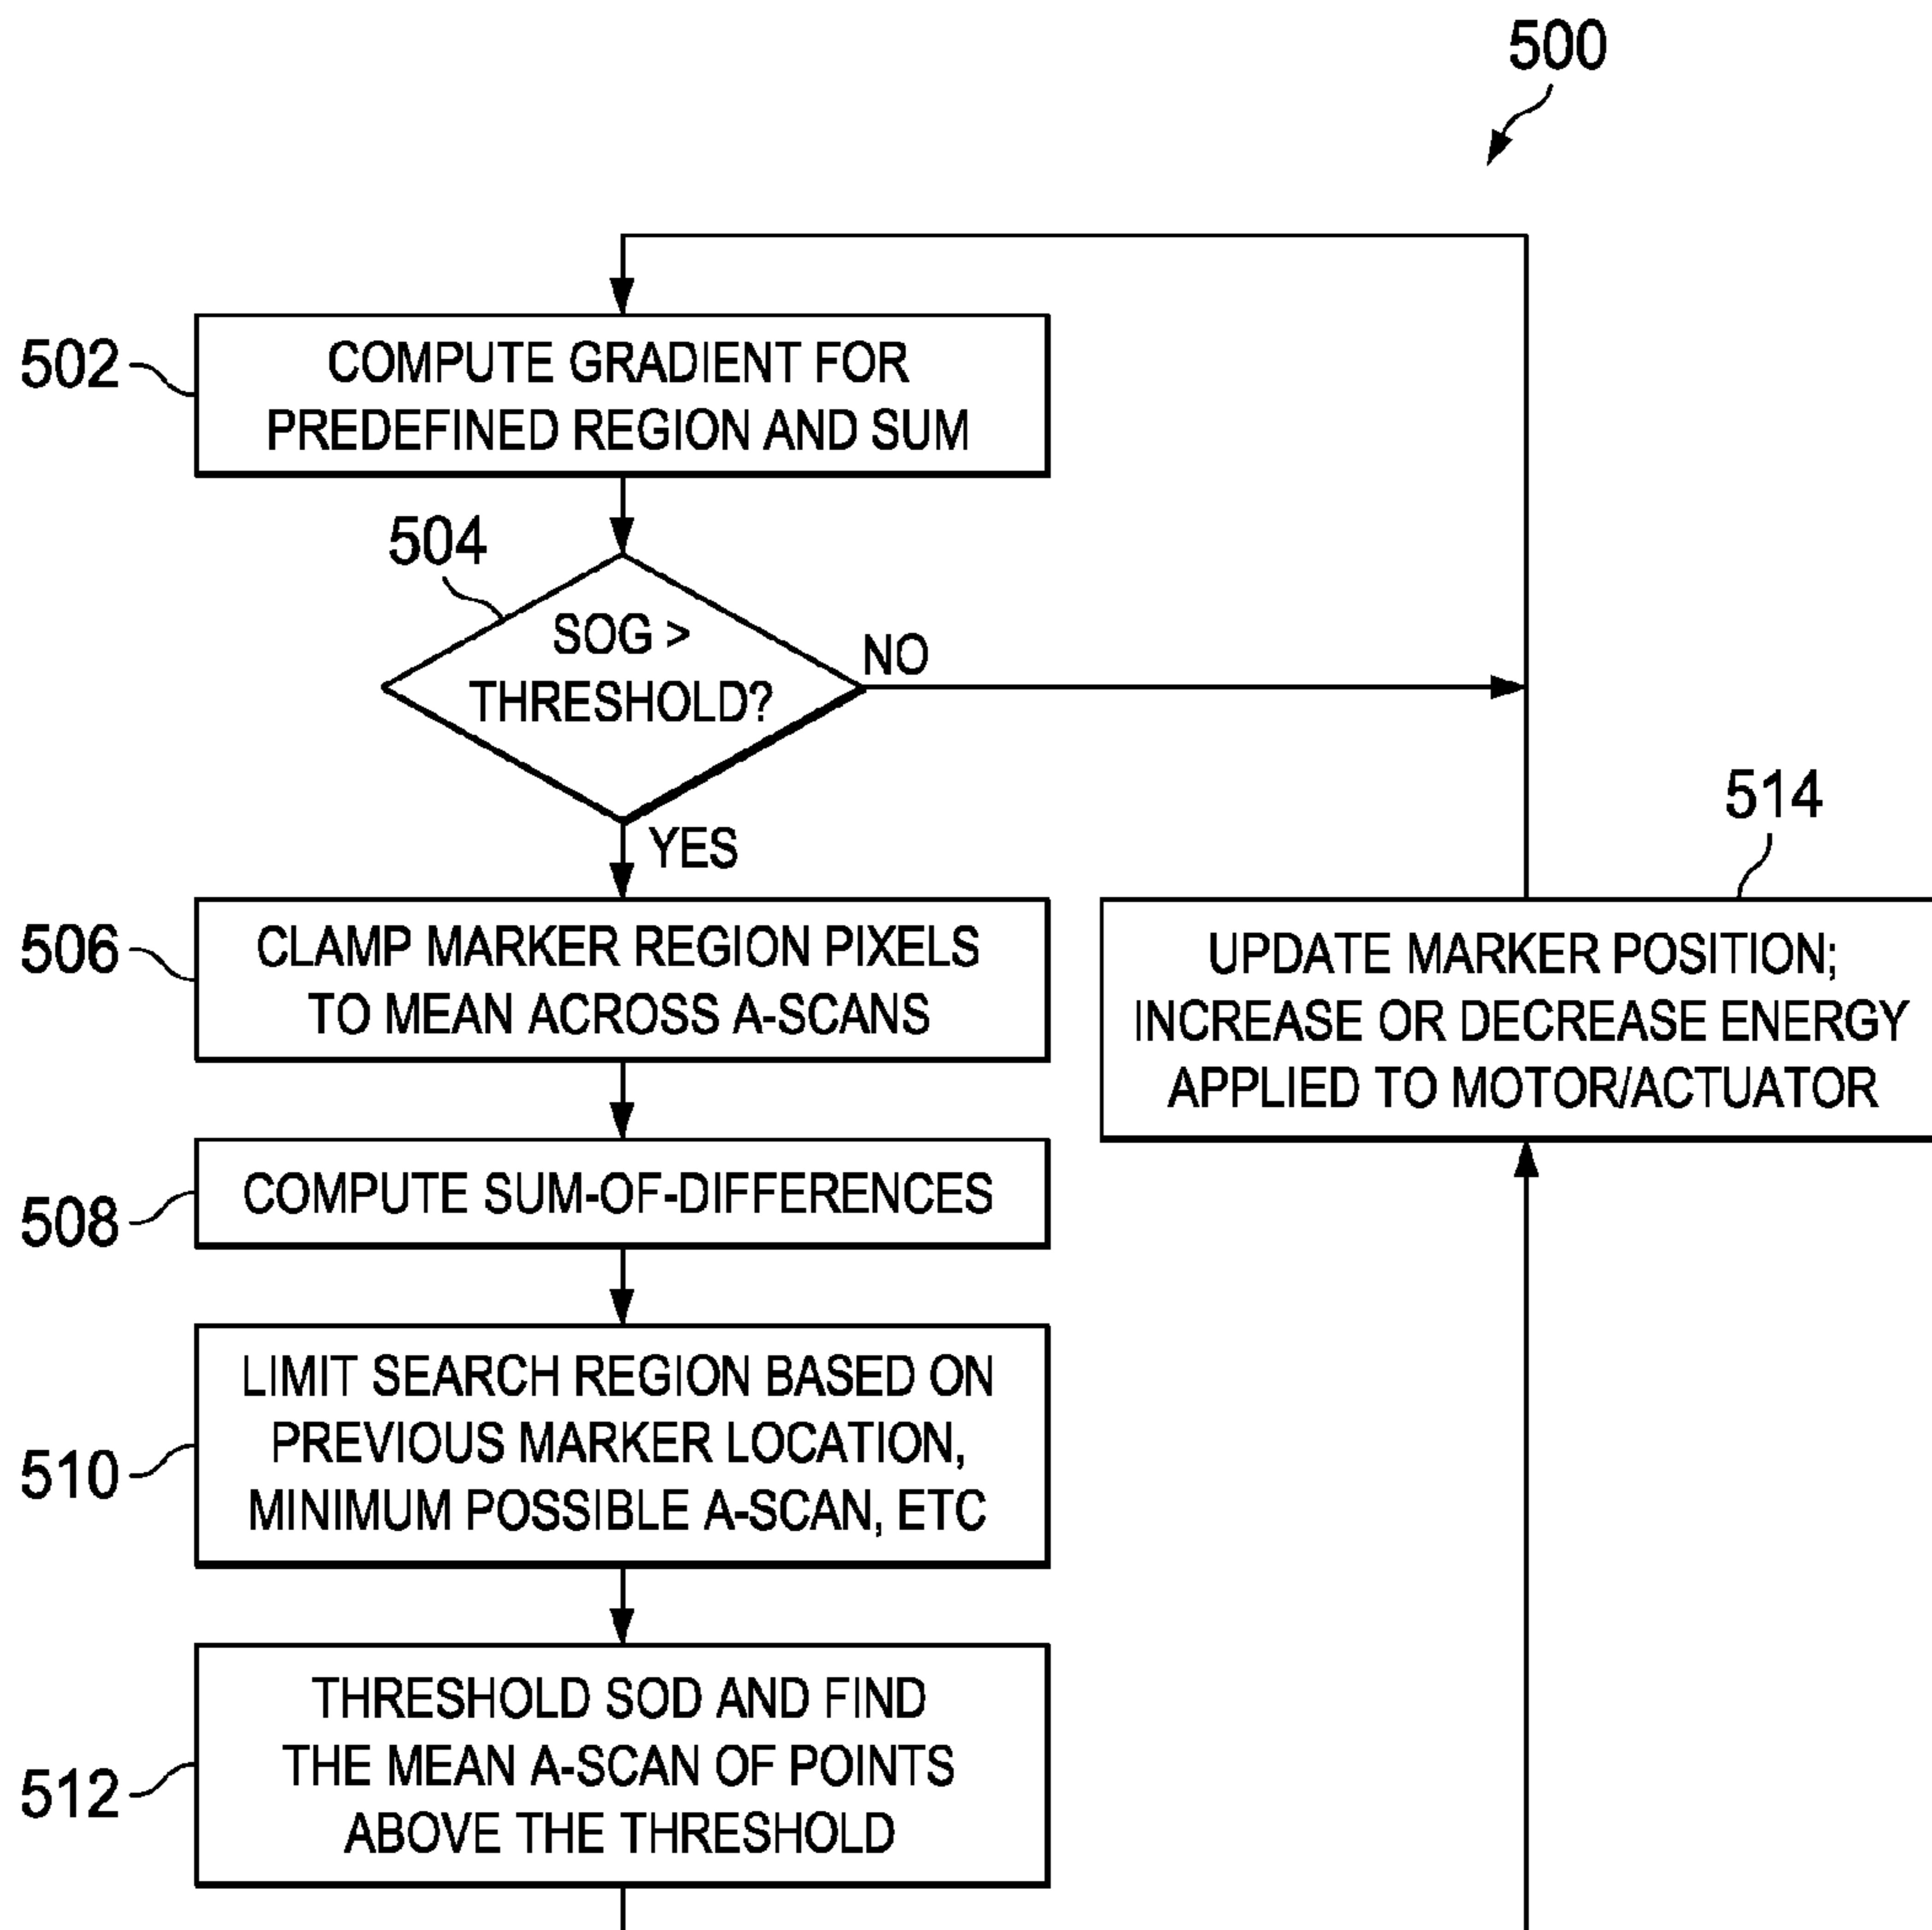 500
502
COMPUTE GRADIENT FOR
PREDEFINED REGION AND SUM
504
SOG >
THRESHOLD?
NO
YES
506
CLAMP MARKER REGION PIXELS
TO MEAN ACROSS A-SCANS
514
UPDATE MARKER POSITION;
INCREASE OR DECREASE ENERGY
APPLIED TO MOTOR/ACTUATOR
508
COMPUTE SUM-OF-DIFFERENCES
510
LIMIT SEARCH REGION BASED ON
PREVIOUS MARKER LOCATION,
MINIMUM POSSIBLE A-SCAN, ETC
512
THRESHOLD SOD AND FIND
THE MEAN A-SCAN OF POINTS
ABOVE THE THRESHOLD